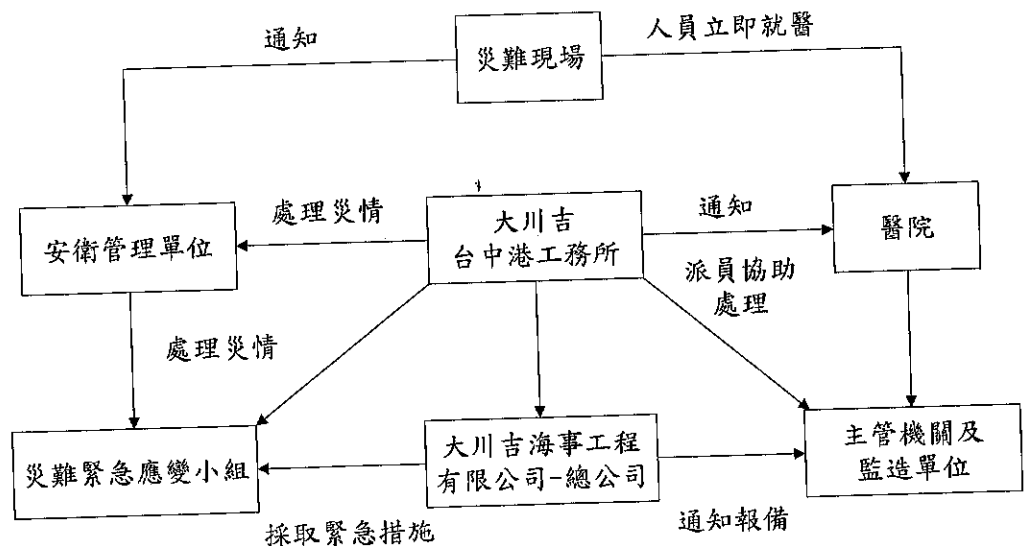 通知
人員立即就醫
災難現場
處理災情
大川吉
台中港工務所
通知
安衛管理單位
醫院
派員協助
處理
處理災情
災難緊急應變小組
大川吉海事工程
有限公司-總公司
主管機關及
監造單位
採取緊急措施
通知報備